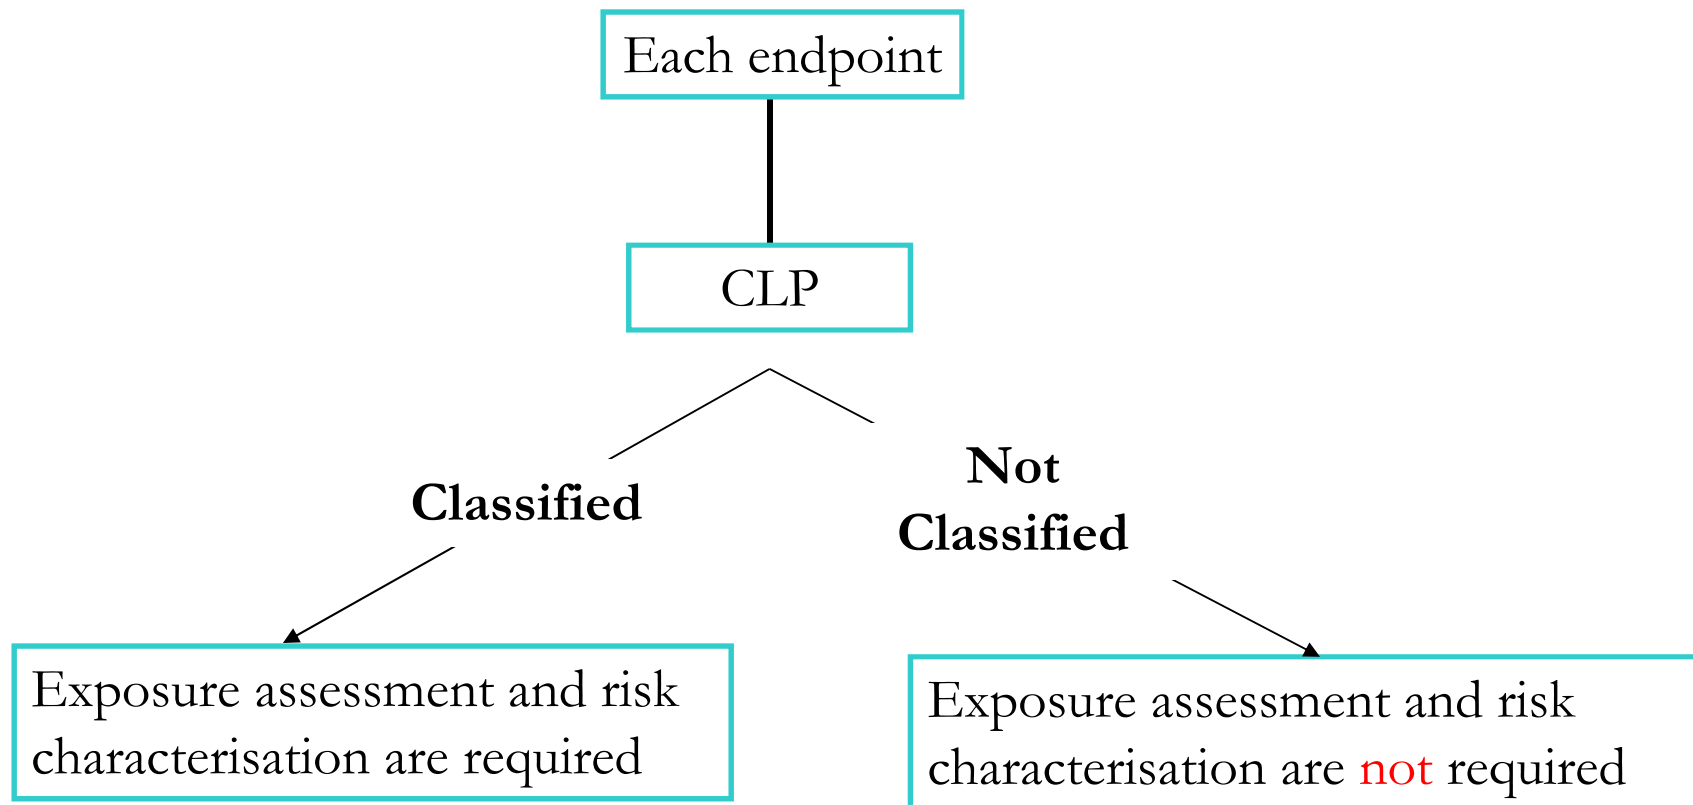 Each endpoint
CLP
Classified
Not
Classified
Exposure assessment and risk
characterisation are required
Exposure assessment and risk
characterisation are not required